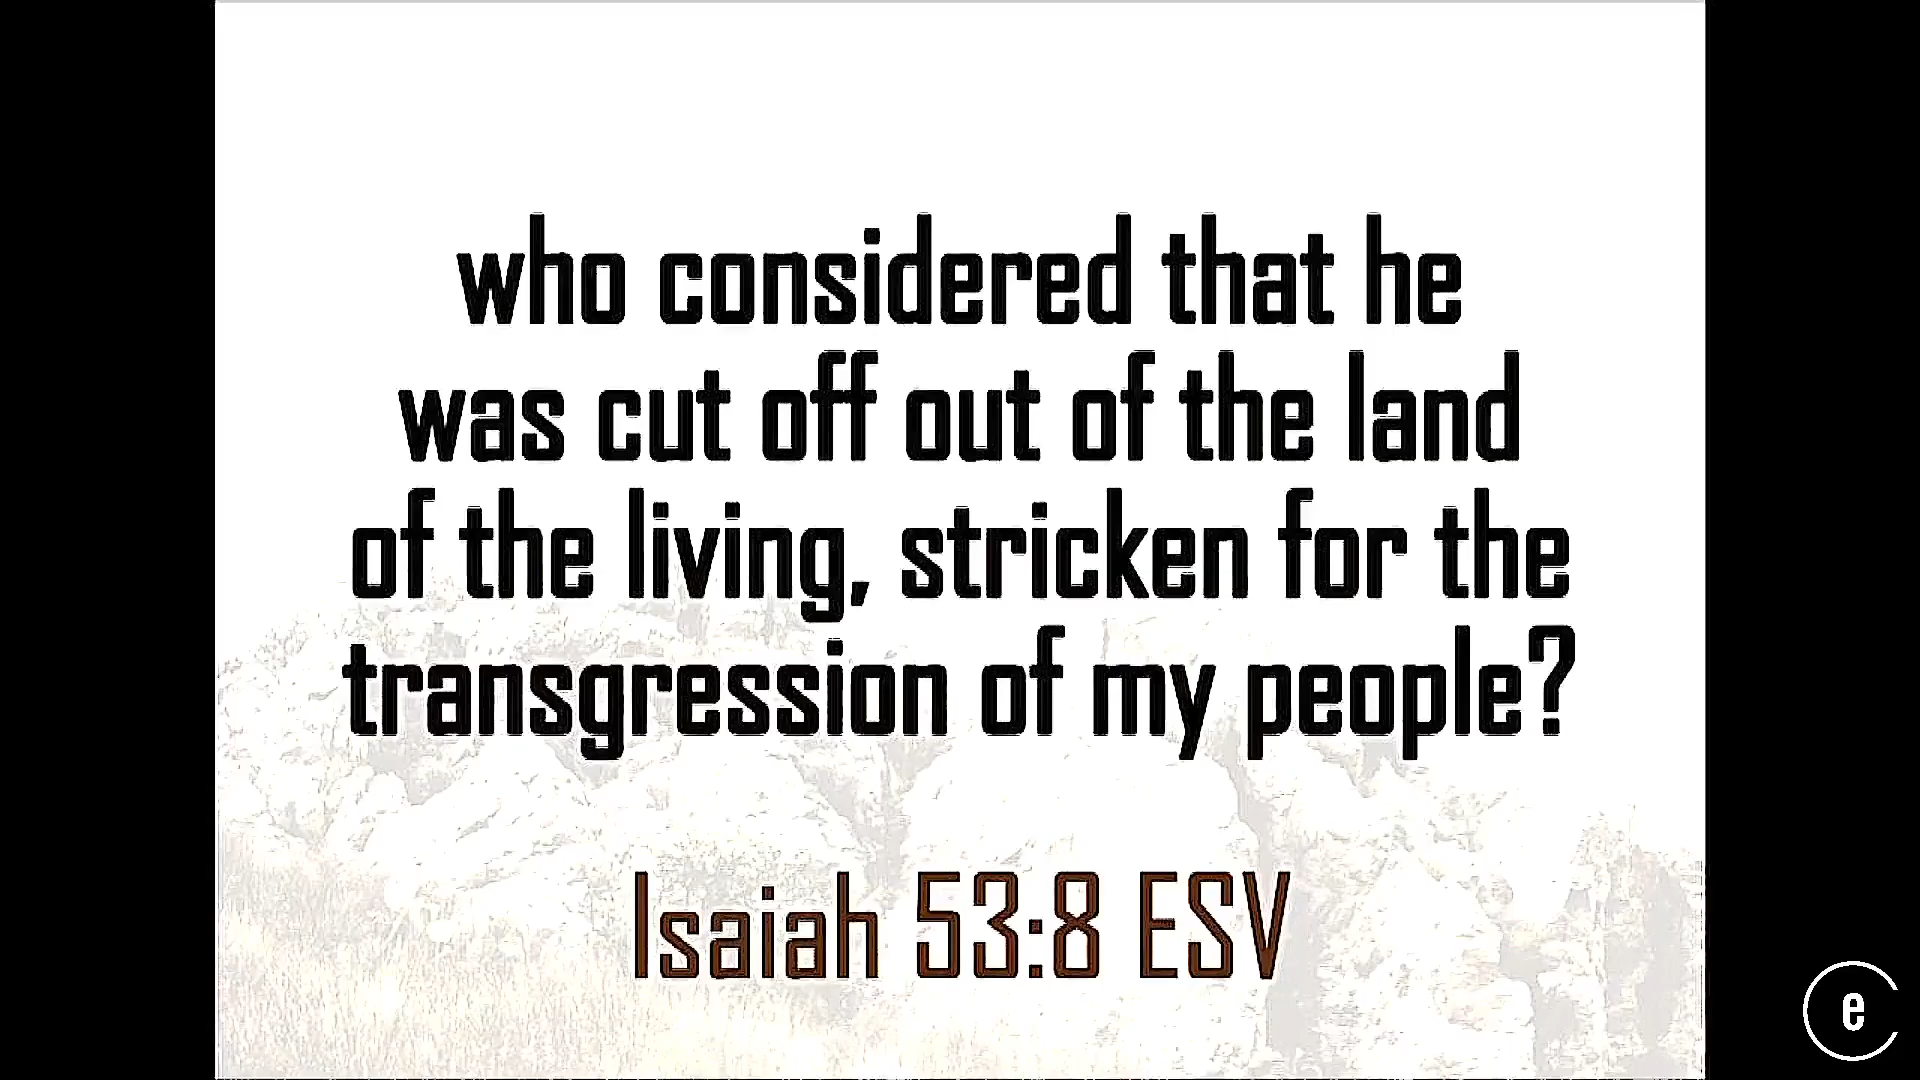 who considered that he
was cut off out of the land
of the living, stricken for the
transgression of my people?
Isaiah 53:8 ESV
e